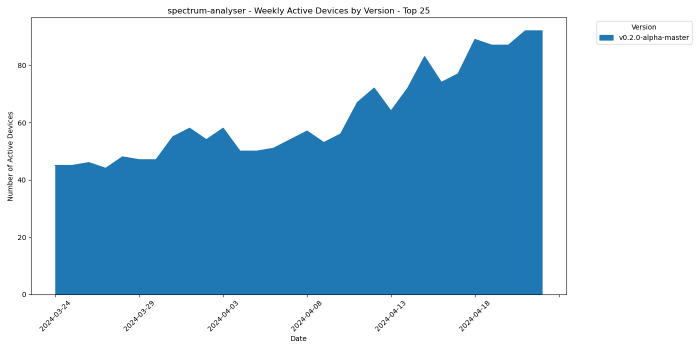 spectrum-analyser - Weekly Active Devices by Version - Top 25
Version
v0.2.0-alpha-master
Number of Active Devices
80
60
40
20
0
2024-03-24
2024-03-29
2024-04-03
2024-04-08
2024-04-13
2024-04-18
Date